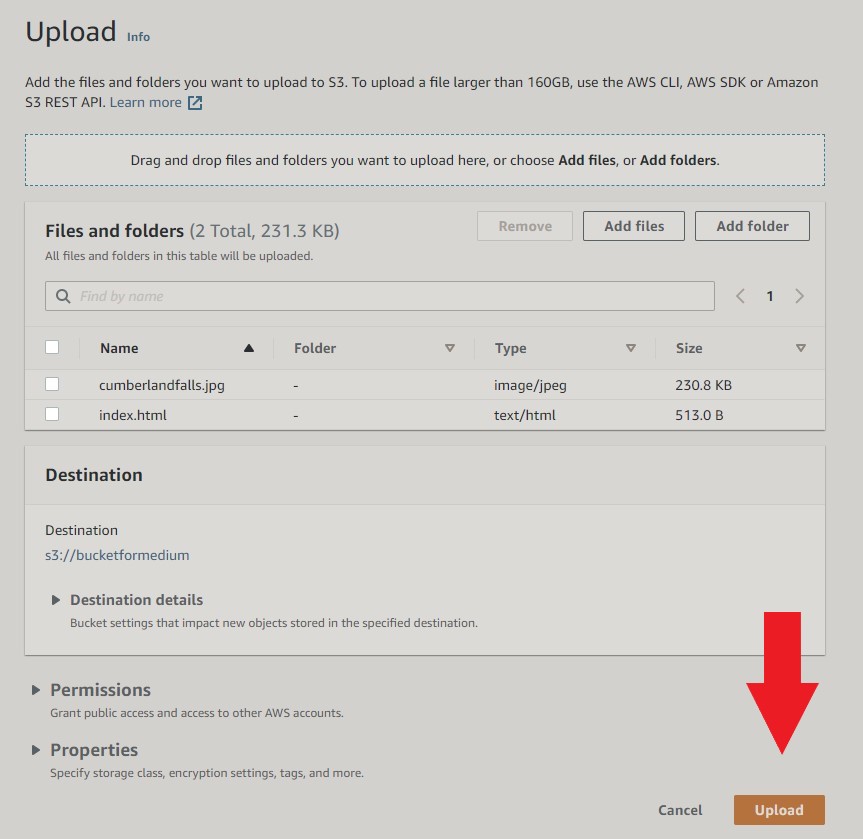 Upload Info
Add the files and folders you want to upload to S3. To upload a file larger than 160GB, use the AWS CLI, AWS SDK or Amazon
S3 REST API. Learn more
Drag and drop files and folders you want to upload here, or choose Add files, or Add folders.
Files and folders (2 Total, 231.3 KB) Remove Add files Add folder
All files and folders in this table will be uploaded.
Find by name 1
Name Folder Type Size
cumberlandfalls.jpg - image/jpeg 230.8 KB
index.html - text/html 513.0 B
Destination
Destination
s3://bucketformedium
Destination details
Bucket settings that impact new objects stored in the specified destination.
Permissions
Grant public access and access to other AWS accounts.
Properties
Specify storage class, encryption settings, tags, and more.
Cancel Upload